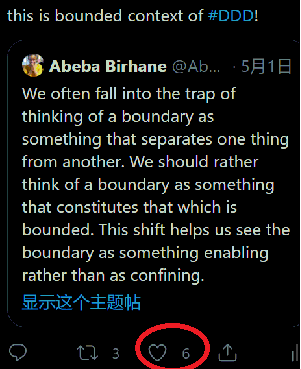 this is bounded context of #DDD!
Abeba Birhane @Ab... · 5月1日
We often fall into the trap of
thinking of a boundary as
something that separates one thing
from another. We should rather
think of a boundary as something
that constitutes that which is
bounded. This shift helps us see the
boundary as something enabling
rather than as confining.
显示这个主题帖
3 6